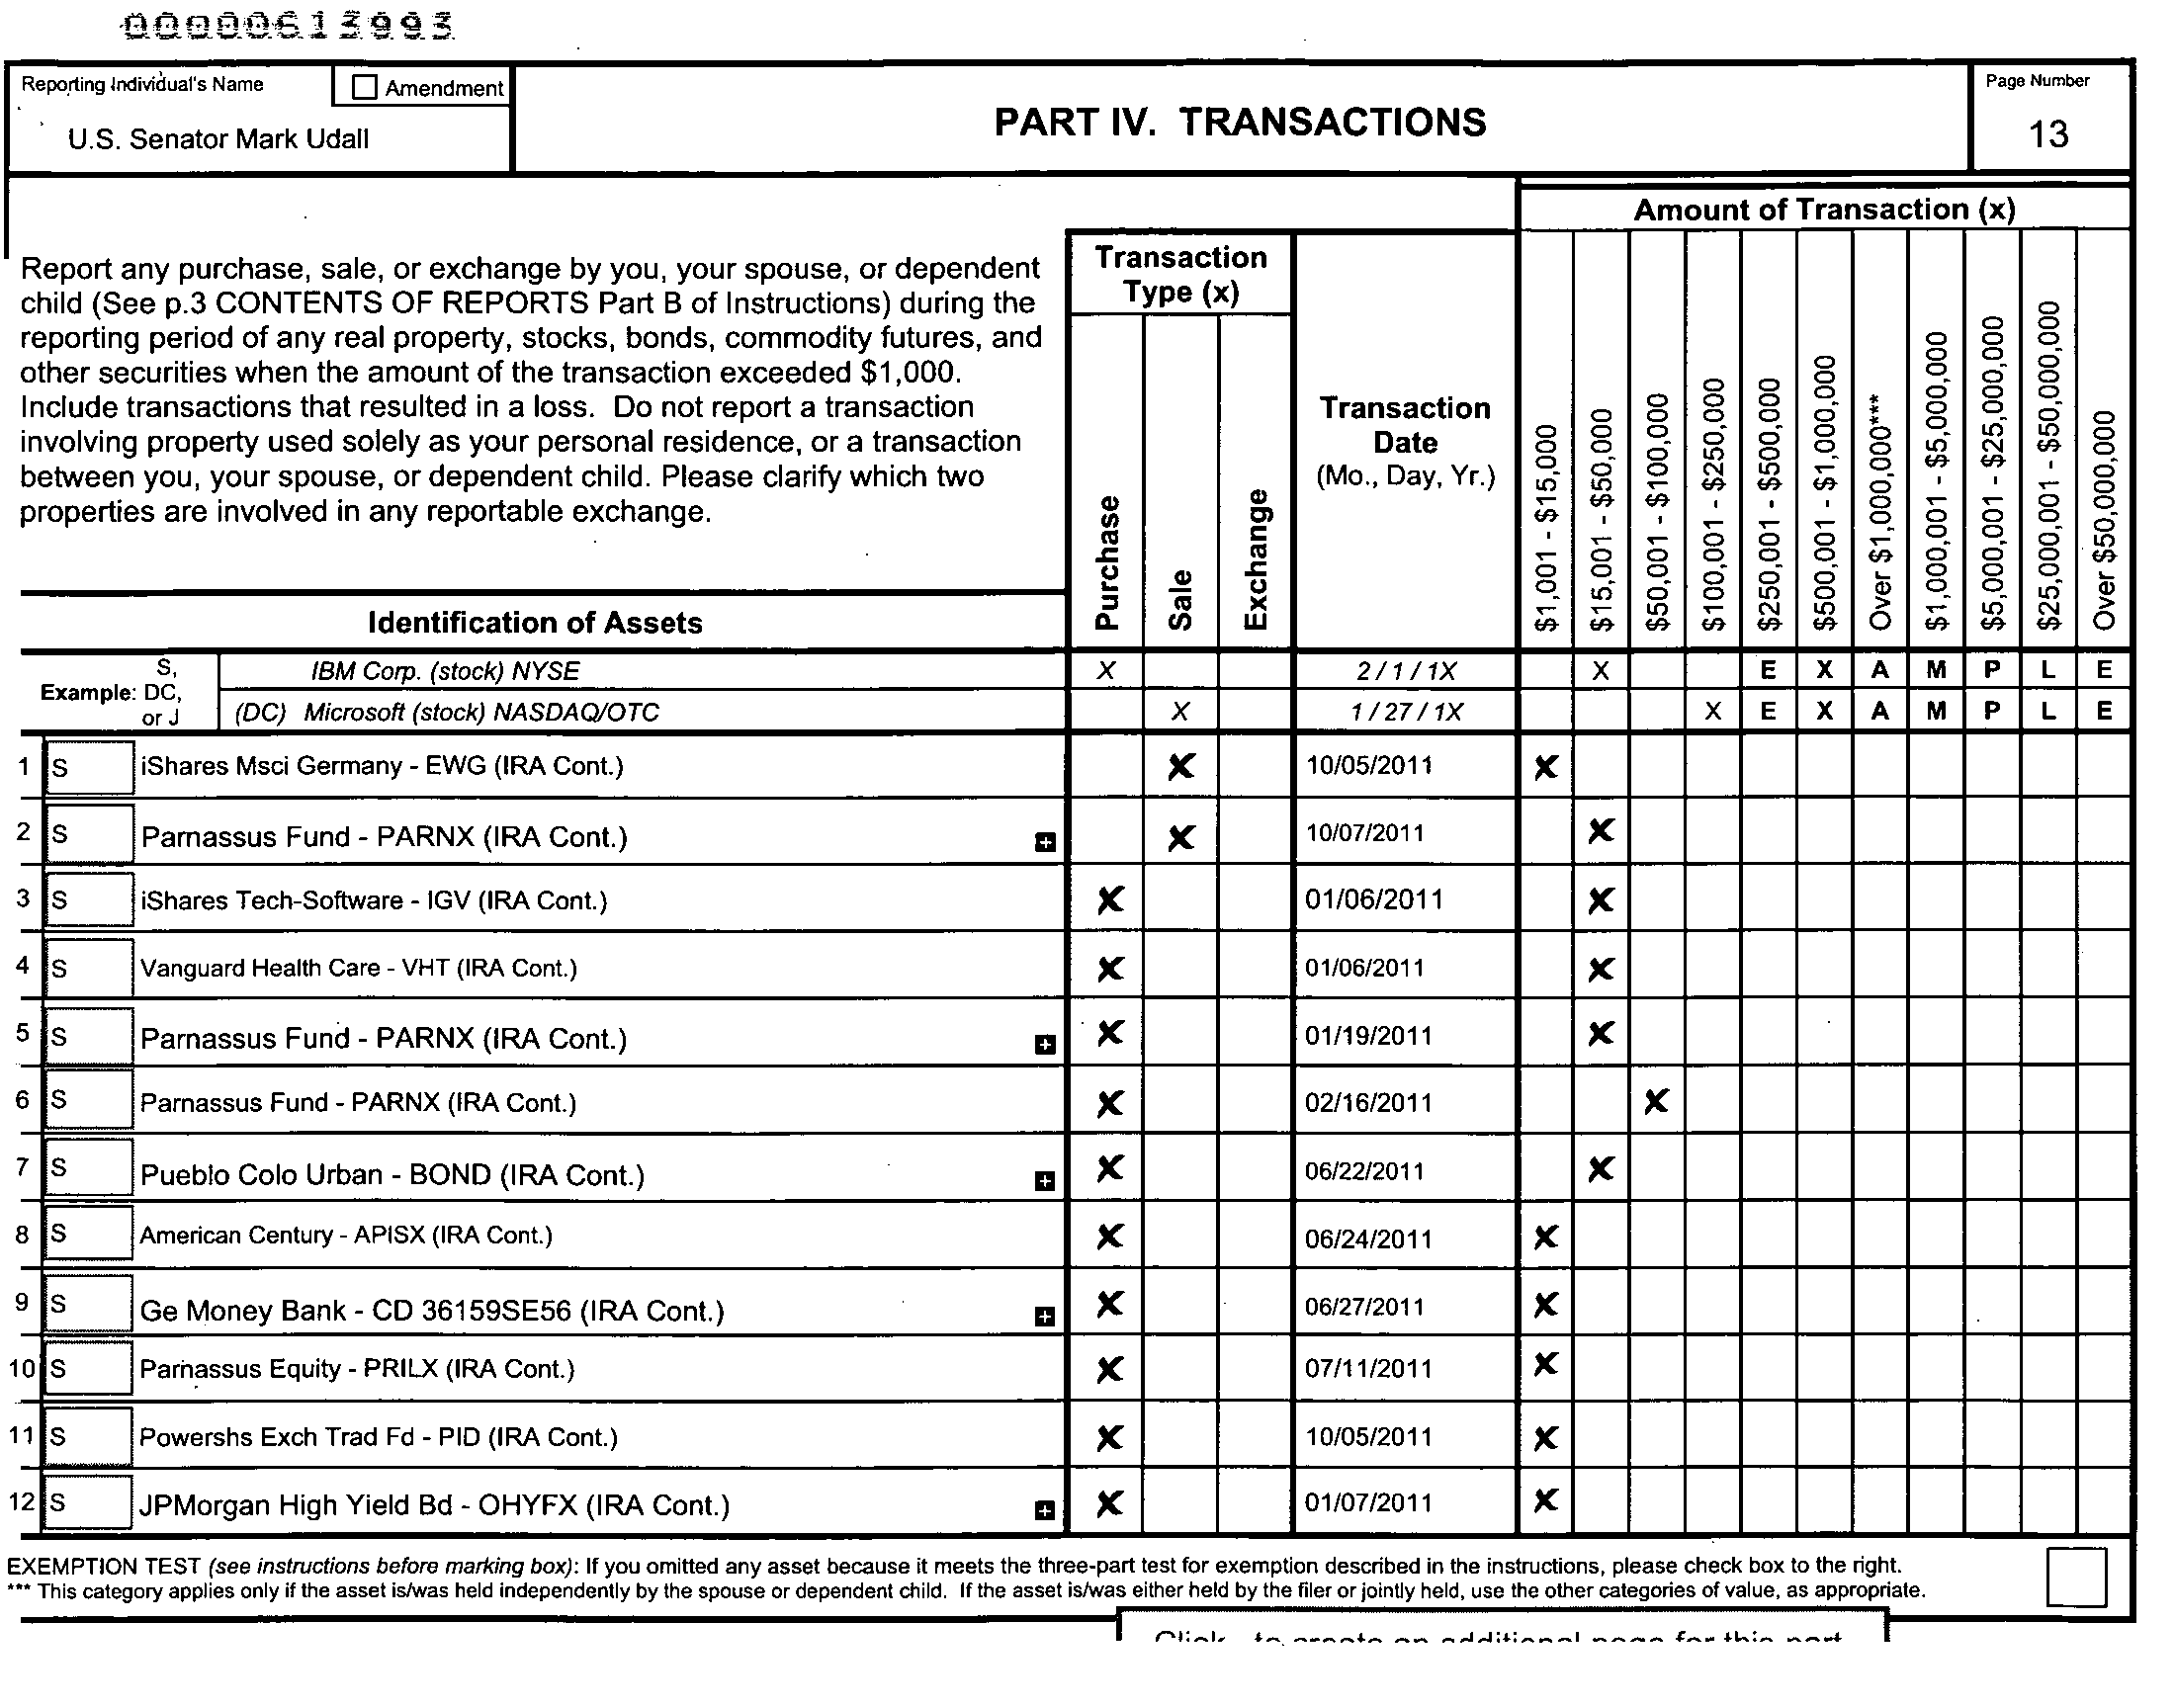 00000613993
Reporting Individual's Name
Amendment
U.S. Senator Mark Udall
PART IV. TRANSACTIONS
Page Number
13
Report any purchase, sale, or exchange by you, your spouse, or dependent
child (See p.3 CONTENTS OF REPORTS Part B of Instructions) during the
reporting period of any real property, stocks, bonds, commodity futures, and
other securities when the amount of the transaction exceeded $1,000.
Include transactions that resulted in a loss. Do not report a transaction
involving property used solely as your personal residence, or a transaction
between you, your spouse, or dependent child. Please clarify which two
properties are involved in any reportable exchange.
Identification of Assets
Transaction
Type (x)
Purchase
Sale
Exchange
Transaction
Date
(Mo., Day, Yr.)
Amount of Transaction (x)
$1,001 - $15,000
$15,001 - $50,000
$50,001 - $100,000
$100,001 - $250,000
$250,001 - $500,000
$500,001 - $1,000,000
Over $1,000,000***
$1,000,001 - $5,000,000
$5,000,001 - $25,000,000
$25,000,001 - $50,000,000
Over $50,000,000
Example: S, DC, or J
IBM Corp. (stock) NYSE X 2 / 1 / 1X X E X A M P L E
(DC) Microsoft (stock) NASDAQ/OTC X 1 / 27 / 1X X E X A M P L E
1 S iShares Msci Germany - EWG (IRA Cont.) X 10/05/2011 X
2 S Parnassus Fund - PARNX (IRA Cont.) + X 10/07/2011 X
3 S iShares Tech-Software - IGV (IRA Cont.) X 01/06/2011 X
4 S Vanguard Health Care - VHT (IRA Cont.) X 01/06/2011 X
5 S Parnassus Fund - PARNX (IRA Cont.) + X 01/19/2011 X
6 S Parnassus Fund - PARNX (IRA Cont.) X 02/16/2011 X
7 S Pueblo Colo Urban - BOND (IRA Cont.) + X 06/22/2011 X
8 S American Century - APISX (IRA Cont.) X 06/24/2011 X
9 S Ge Money Bank - CD 36159SE56 (IRA Cont.) + X 06/27/2011 X
10 S Parnassus Equity - PRILX (IRA Cont.) X 07/11/2011 X
11 S Powershs Exch Trad Fd - PID (IRA Cont.) X 10/05/2011 X
12 S JPMorgan High Yield Bd - OHYFX (IRA Cont.) + X 01/07/2011 X
EXEMPTION TEST (see instructions before marking box): If you omitted any asset because it meets the three-part test for exemption described in the instructions, please check box to the right.
*** This category applies only if the asset is/was held independently by the spouse or dependent child. If the asset is/was either held by the filer or jointly held, use the other categories of value, as appropriate.
Click to create an additional page for this part